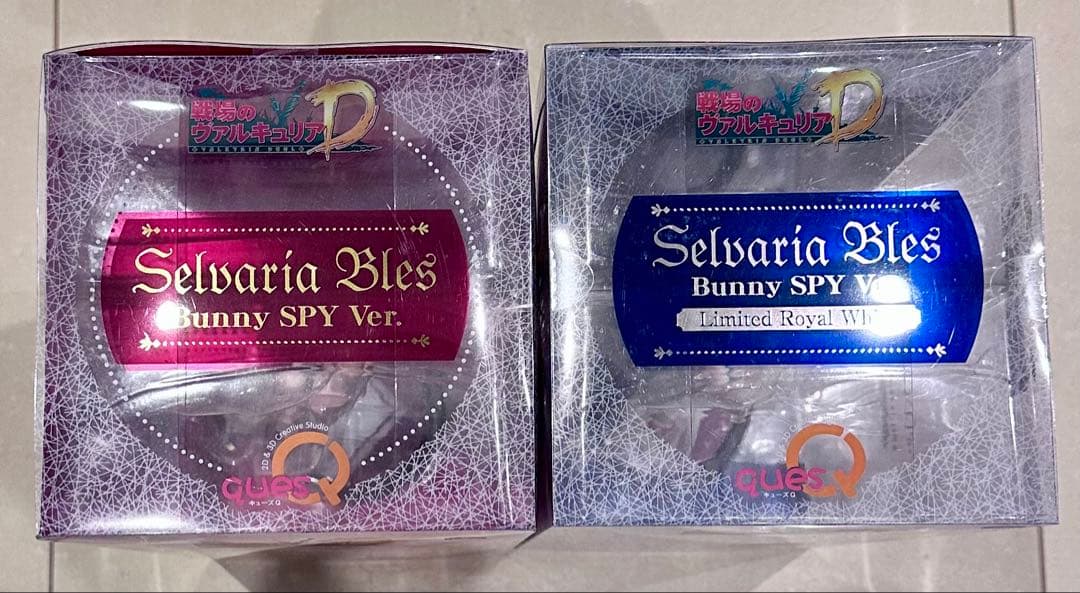 戦場の
ヴァルキュリアD
Selvaria Bles
Bunny SPY Ver.
2D & 3D Creative Studio
quesQ
キューズQ
戦場の
ヴァルキュリアD
Selvaria Bles
Bunny SPY
Limited Royal
quesQ
キューズQ